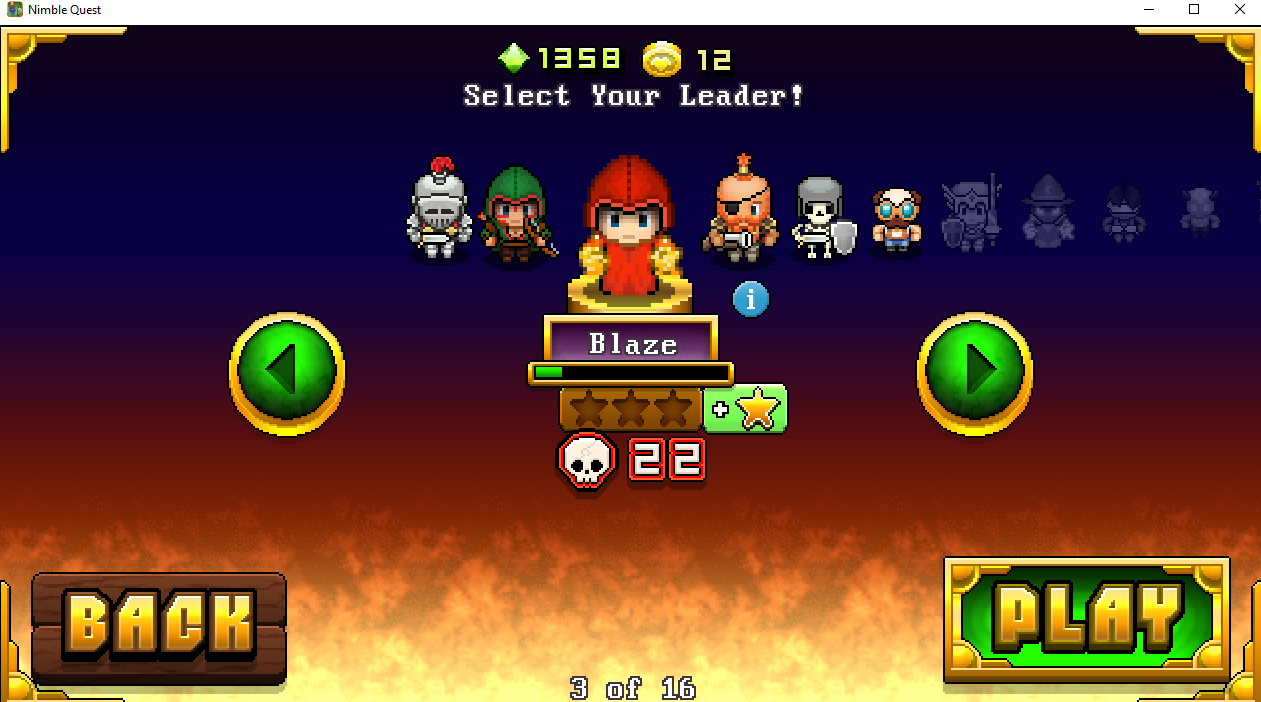 Nimble Quest
1358 12
Select Your Leader!
i
Blaze
+
22
BACK
PLAY
3 of 16